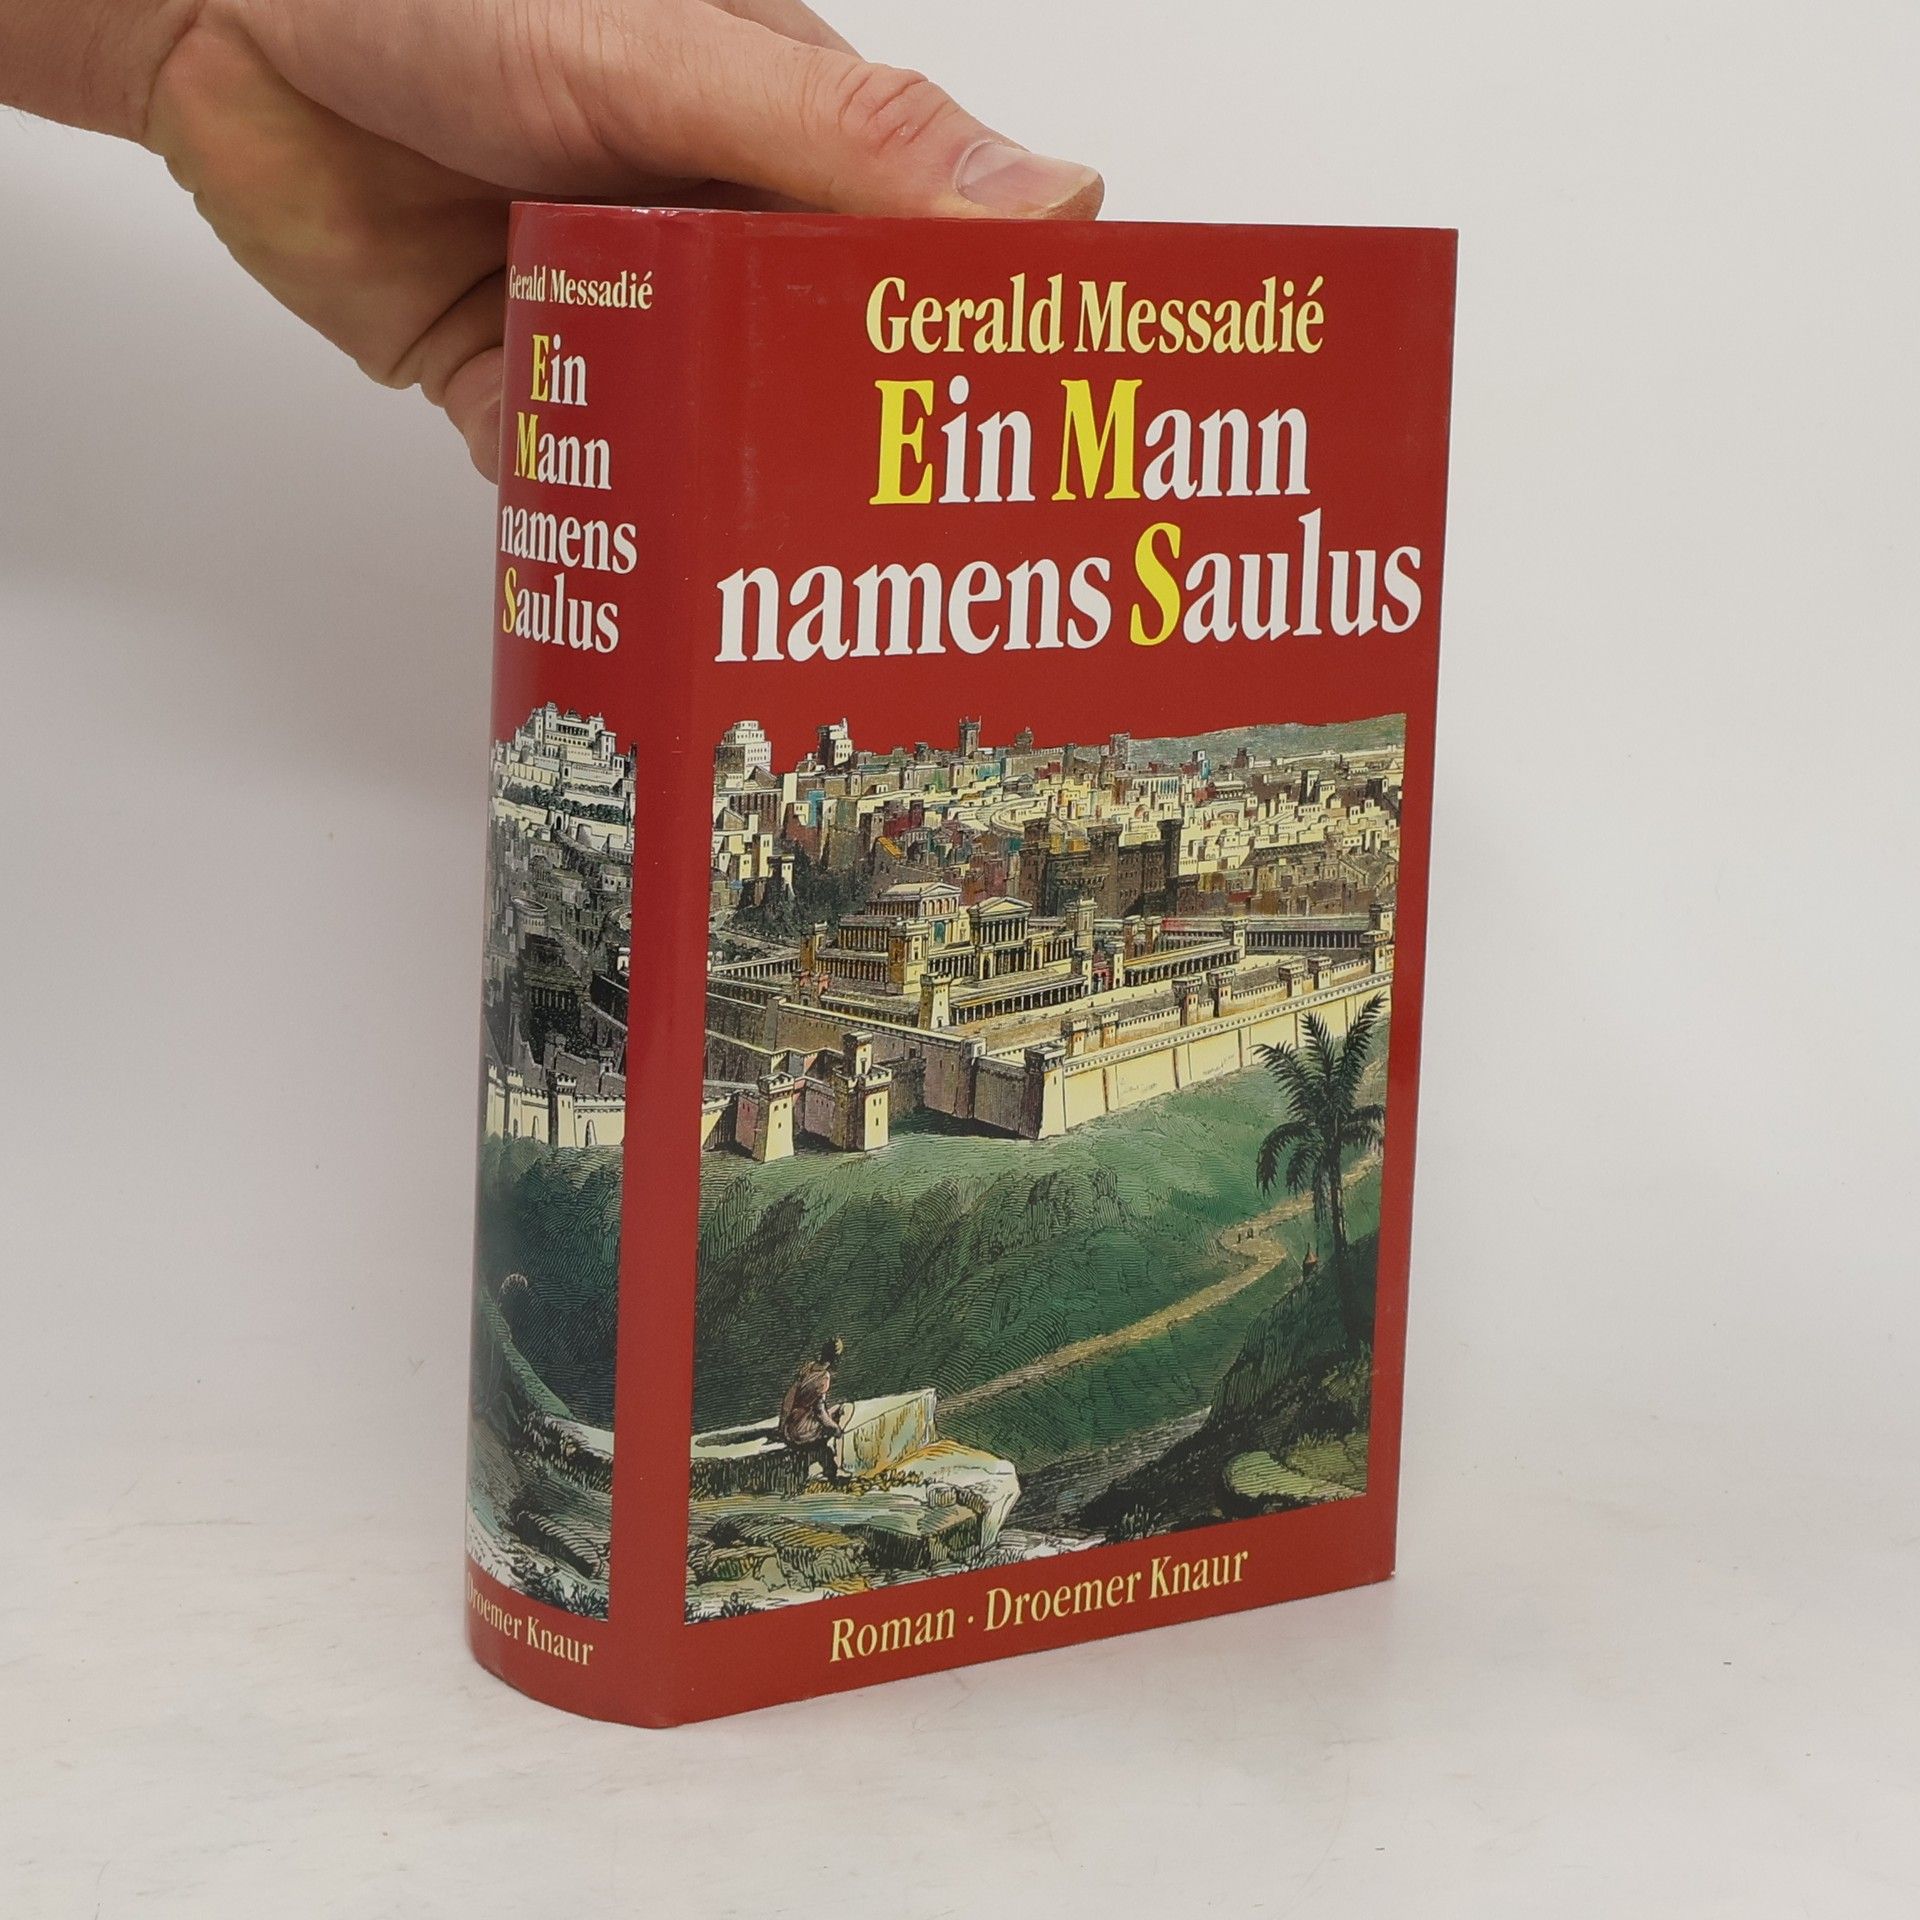 Gerald Messadié
Ein
Mann
namens
Saulus
Droemer Knaur
Gerald Messadié
Ein Mann
namens Saulus
Roman · Droemer Knaur